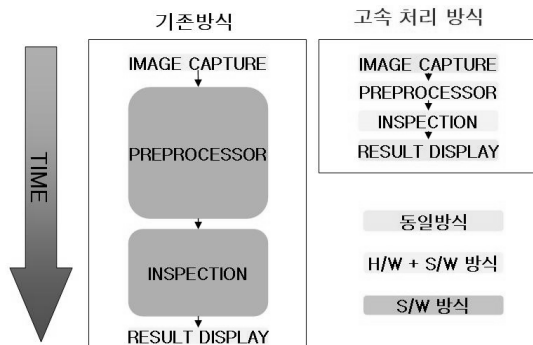 기존방식
고속 처리 방식
TIME
IMAGE CAPTURE
PREPROCESSOR
INSPECTION
RESULT DISPLAY
IMAGE CAPTURE
PREPROCESSOR
INSPECTION
RESULT DISPLAY
동일방식
H/W + S/W 방식
S/W 방식